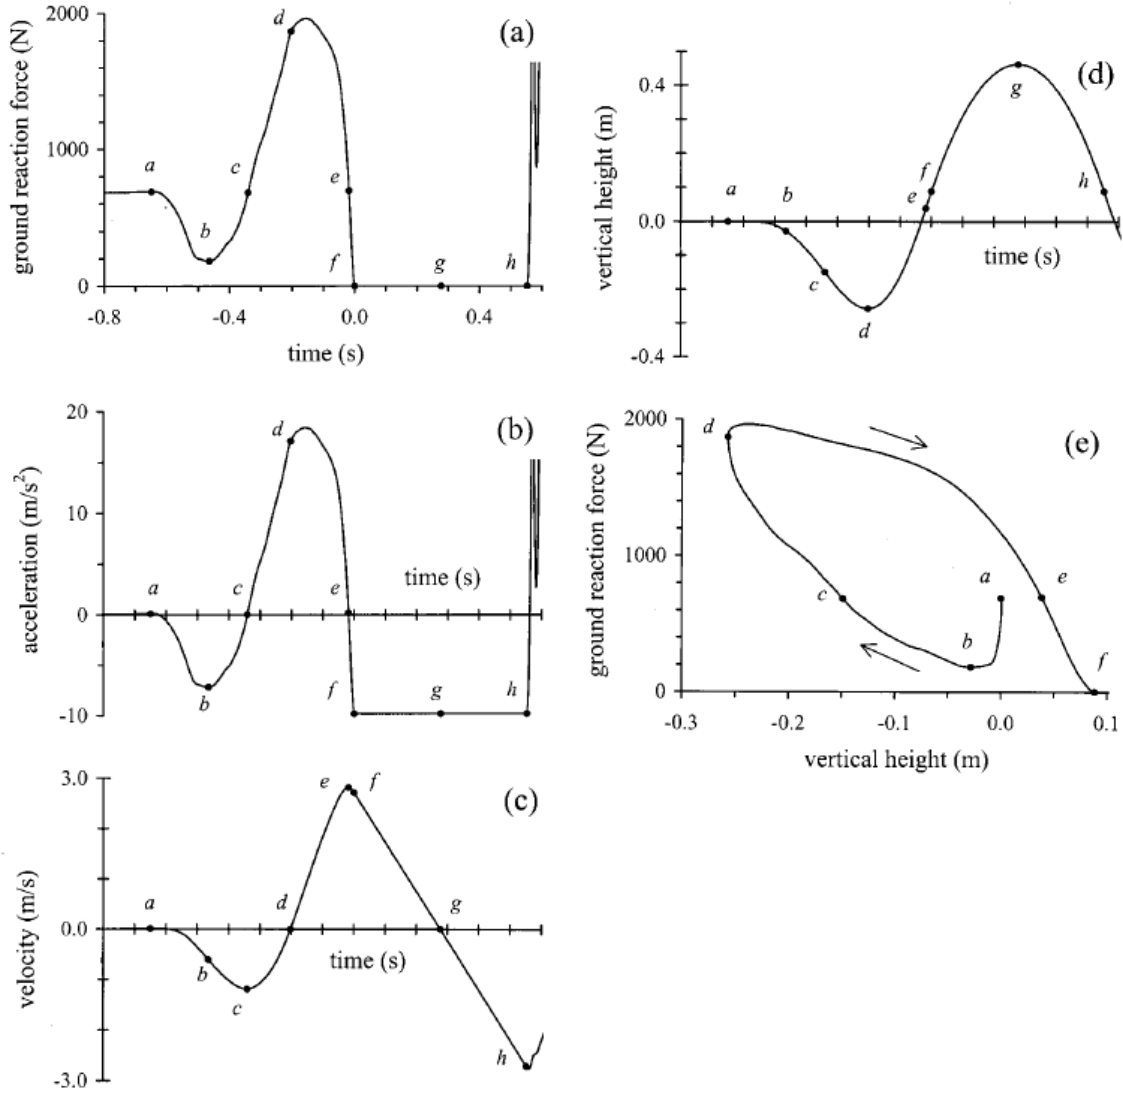 (a)
ground reaction force (N)
2000
1000
0
a
b
c
d
e
f
g
h
-0.8
-0.4
0.0
0.4
time (s)
(b)
acceleration (m/s²)
20
10
0
-10
a
b
c
d
e
f
g
h
time (s)
(c)
velocity (m/s)
3.0
0.0
-3.0
a
b
c
d
e
f
g
h
time (s)
(d)
vertical height (m)
0.4
0.0
-0.4
a
b
c
d
e
f
g
h
time (s)
(e)
ground reaction force (N)
2000
1000
0
a
b
c
d
e
f
-0.3
-0.2
-0.1
0.0
0.1
vertical height (m)